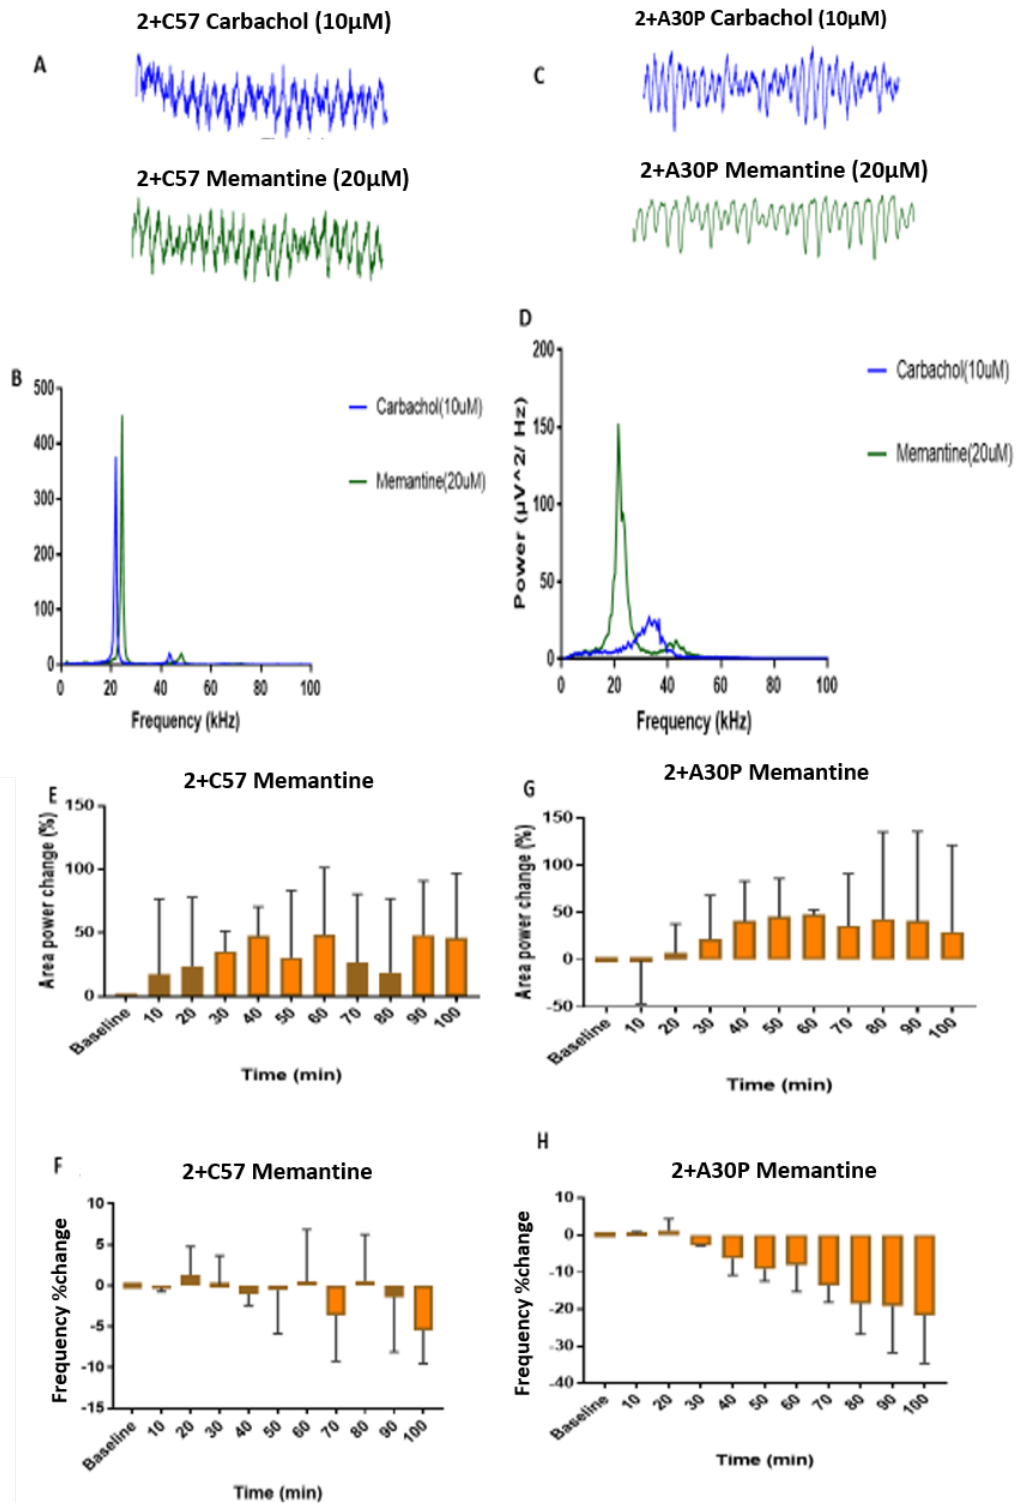 2+C57 Carbachol (10µM)
2+A30P Carbachol (10µM)
A
C
2+C57 Memantine (20µM)
2+A30P Memantine (20µM)
B
500
400
300
200
100
0
0 20 40 60 80 100
Frequency (kHz)
Carbachol(10uM)
Memantine(20uM)
D
Power (µV^2/ Hz)
200
150
100
50
0
0 20 40 60 80 100
Frequency (kHz)
Carbachol(10uM)
Memantine(20uM)
E
2+C57 Memantine
Area power change (%)
150
100
50
0
Baseline 10 20 30 40 50 60 70 80 90 100
Time (min)
G
2+A30P Memantine
Area power change (%)
150
100
50
0
-50
Baseline 10 20 30 40 50 60 70 80 90 100
Time (min)
F
2+C57 Memantine
Frequency %change
10
5
0
-5
-10
-15
Baseline 10 20 30 40 50 60 70 80 90 100
Time (min)
H
2+A30P Memantine
Frequency %change
10
0
-10
-20
-30
-40
Baseline 10 20 30 40 50 60 70 80 90 100
Time (min)